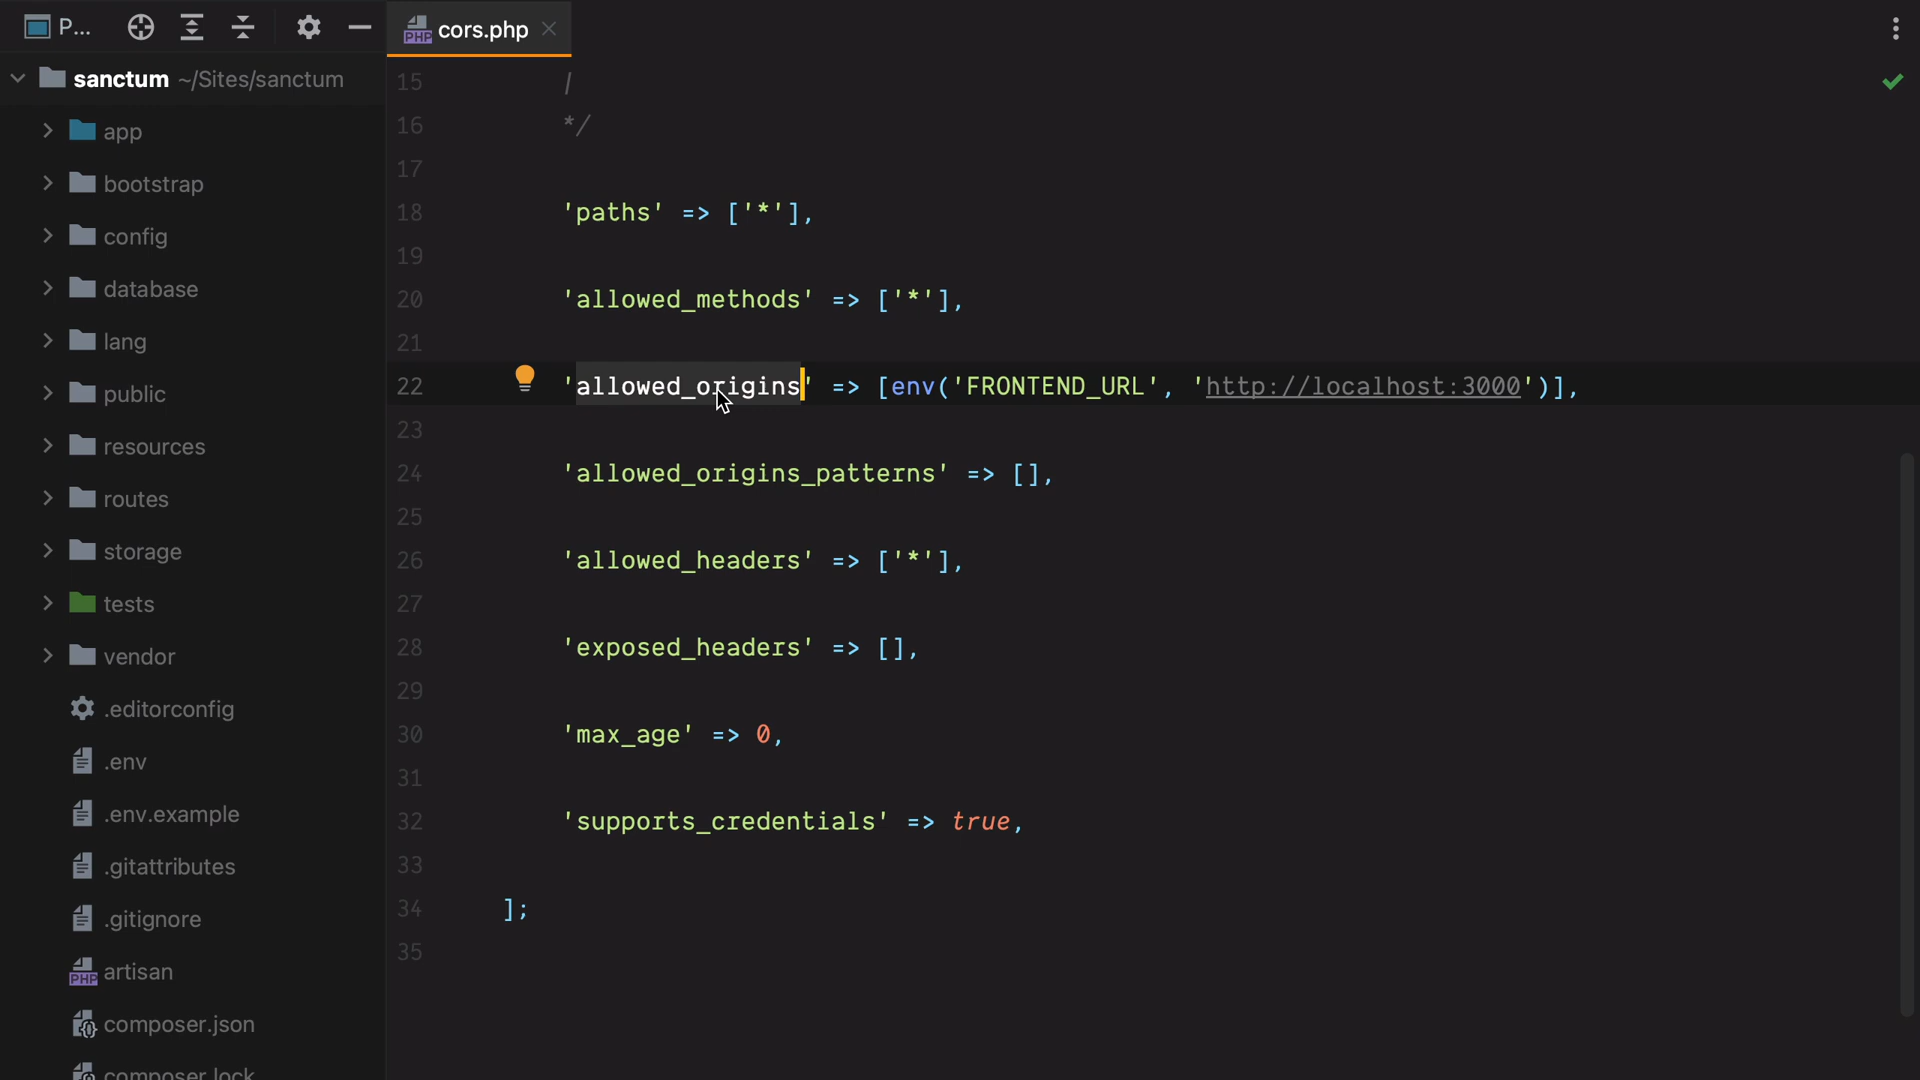 P...
cors.php
sanctum ~/Sites/sanctum
app
bootstrap
config
database
lang
public
resources
routes
storage
tests
vendor
.editorconfig
.env
.env.example
.gitattributes
.gitignore
PHP artisan
composer.json
composer.lock
15 |
16 */
17
18 'paths' => ['*'],
19
20 'allowed_methods' => ['*'],
21
22 'allowed_origins' => [env('FRONTEND_URL', 'http://localhost:3000')],
23
24 'allowed_origins_patterns' => [],
25
26 'allowed_headers' => ['*'],
27
28 'exposed_headers' => [],
29
30 'max_age' => 0,
31
32 'supports_credentials' => true,
33
34 ];
35